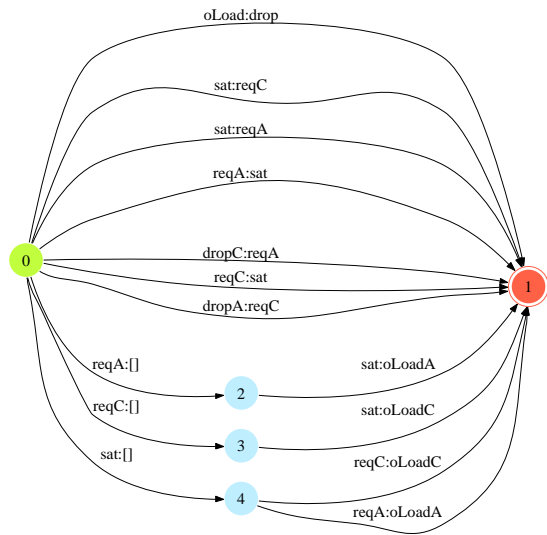 oLoad:drop
sat:reqC
sat:reqA
reqA:sat
0
dropC:reqA
reqC:sat
1
dropA:reqC
reqA:[]
2
sat:oLoadA
reqC:[]
3
sat:oLoadC
sat:[]
4
reqC:oLoadC
reqA:oLoadA